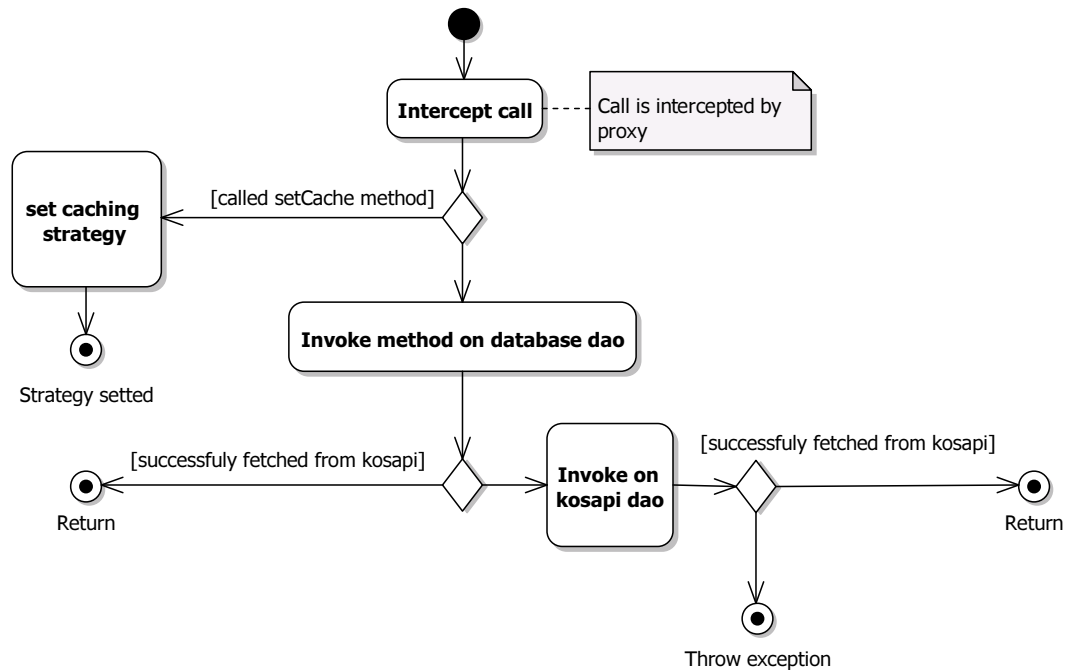 Intercept call
Call is intercepted by
proxy
[called setCache method]
set caching
strategy
Invoke method on database dao
Strategy setted
[successfuly fetched from kosapi]
[successfuly fetched from kosapi]
Invoke on
kosapi dao
Return
Return
Throw exception